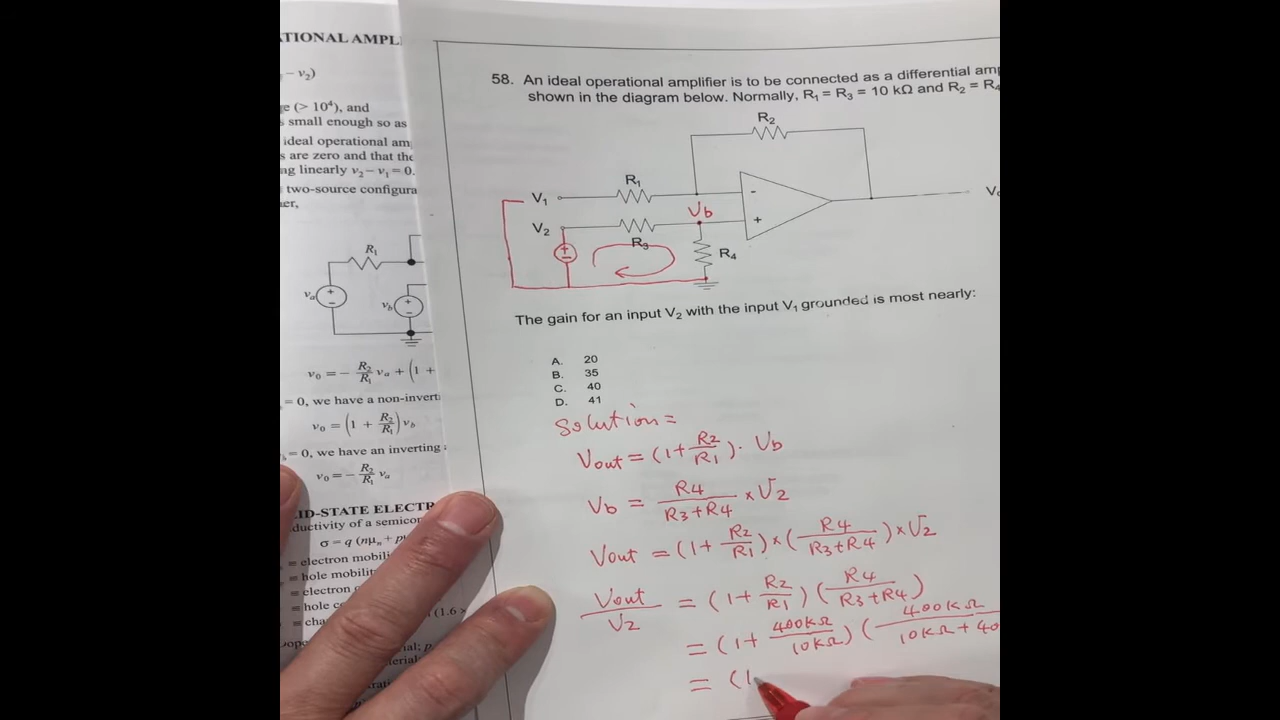 TIONAL AMPL
– v2)
e (> 10⁴), and
small enough so as
ideal operational am
s are zero and that the
ng linearly v2 – v1 = 0.
two-source configura
er,
R1
va
+
–
vb
+
–
v0 = – R2/R1 va + (1 +
= 0, we have a non-invert
v0 = (1 + R2/R1) vb
= 0, we have an inverting
v0 = – R2/R1 va
ID-STATE ELECTR
ductivity of a semicon
σ = q (nμn + p
≡ electron mobili
≡ hole mobilit
≡ electron
≡ hole c
≡ cha
(1.6
58. An ideal operational amplifier is to be connected as a differential amp
shown in the diagram below. Normally, R1 = R3 = 10 kΩ and R2 = R4
R2
R1
V1
-
V2
R3
Vb
+
R4
V
+
–
The gain for an input V2 with the input V1 grounded is most nearly:
A. 20
B. 35
C. 40
D. 41
Solution=
Vout = (1+ R2/R1) · Vb
Vb = R4/(R3+R4) × V2
Vout = (1+ R2/R1) × (R4/(R3+R4)) × V2
Vout/V2 = (1+ R2/R1) (R4/(R3+R4))
= (1+ 400KΩ/10KΩ) (400KΩ/(10KΩ + 40
= (1